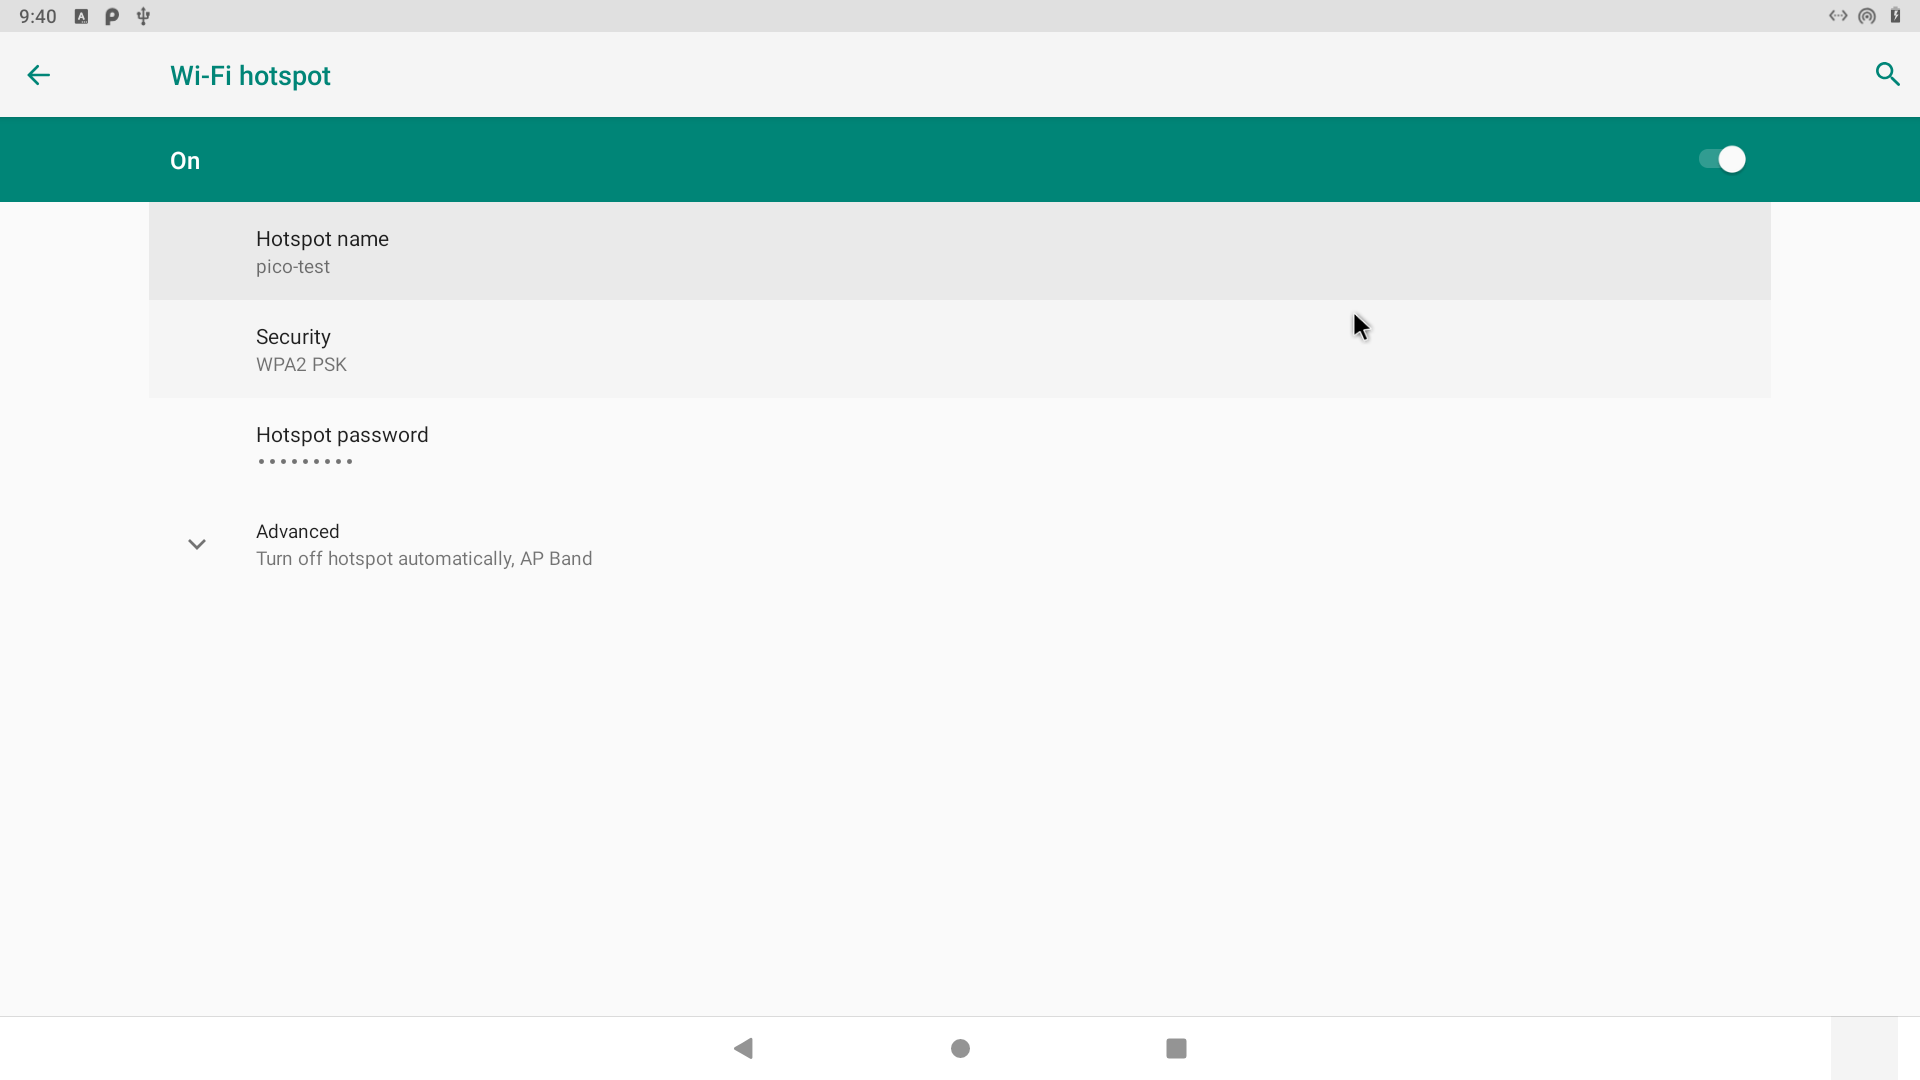 9:40
Wi-Fi hotspot
On
Hotspot name
pico-test
Security
WPA2 PSK
Hotspot password
•••••••••
Advanced
Turn off hotspot automatically, AP Band